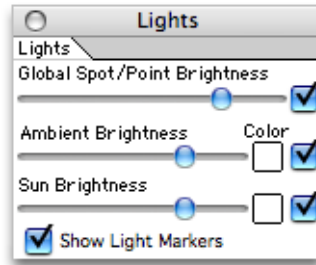 Lights
Lights
Global Spot/Point Brightness
Ambient Brightness Color
Sun Brightness
Show Light Markers